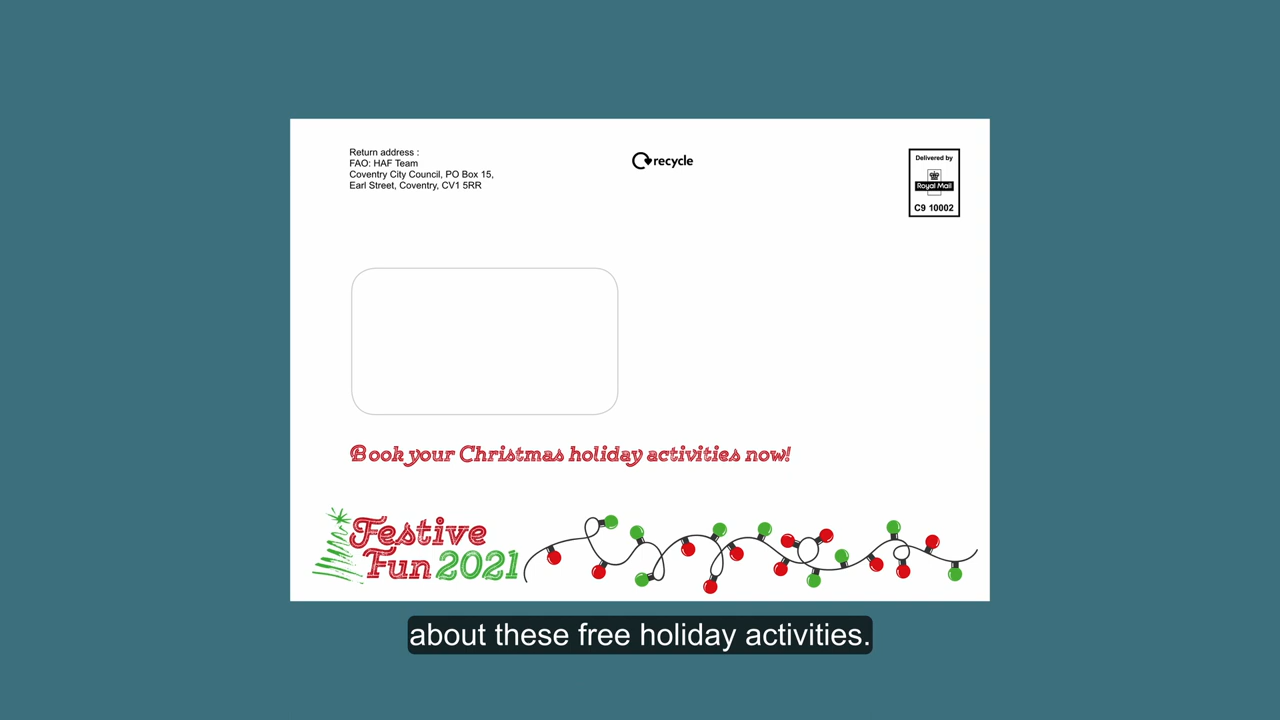 Return address :
FAO: HAF Team
Coventry City Council, PO Box 15,
Earl Street, Coventry, CV1 5RR
recycle
Delivered by
Royal Mail
C9 10002
Book your Christmas holiday activities now!
Festive
Fun 2021
about these free holiday activities.